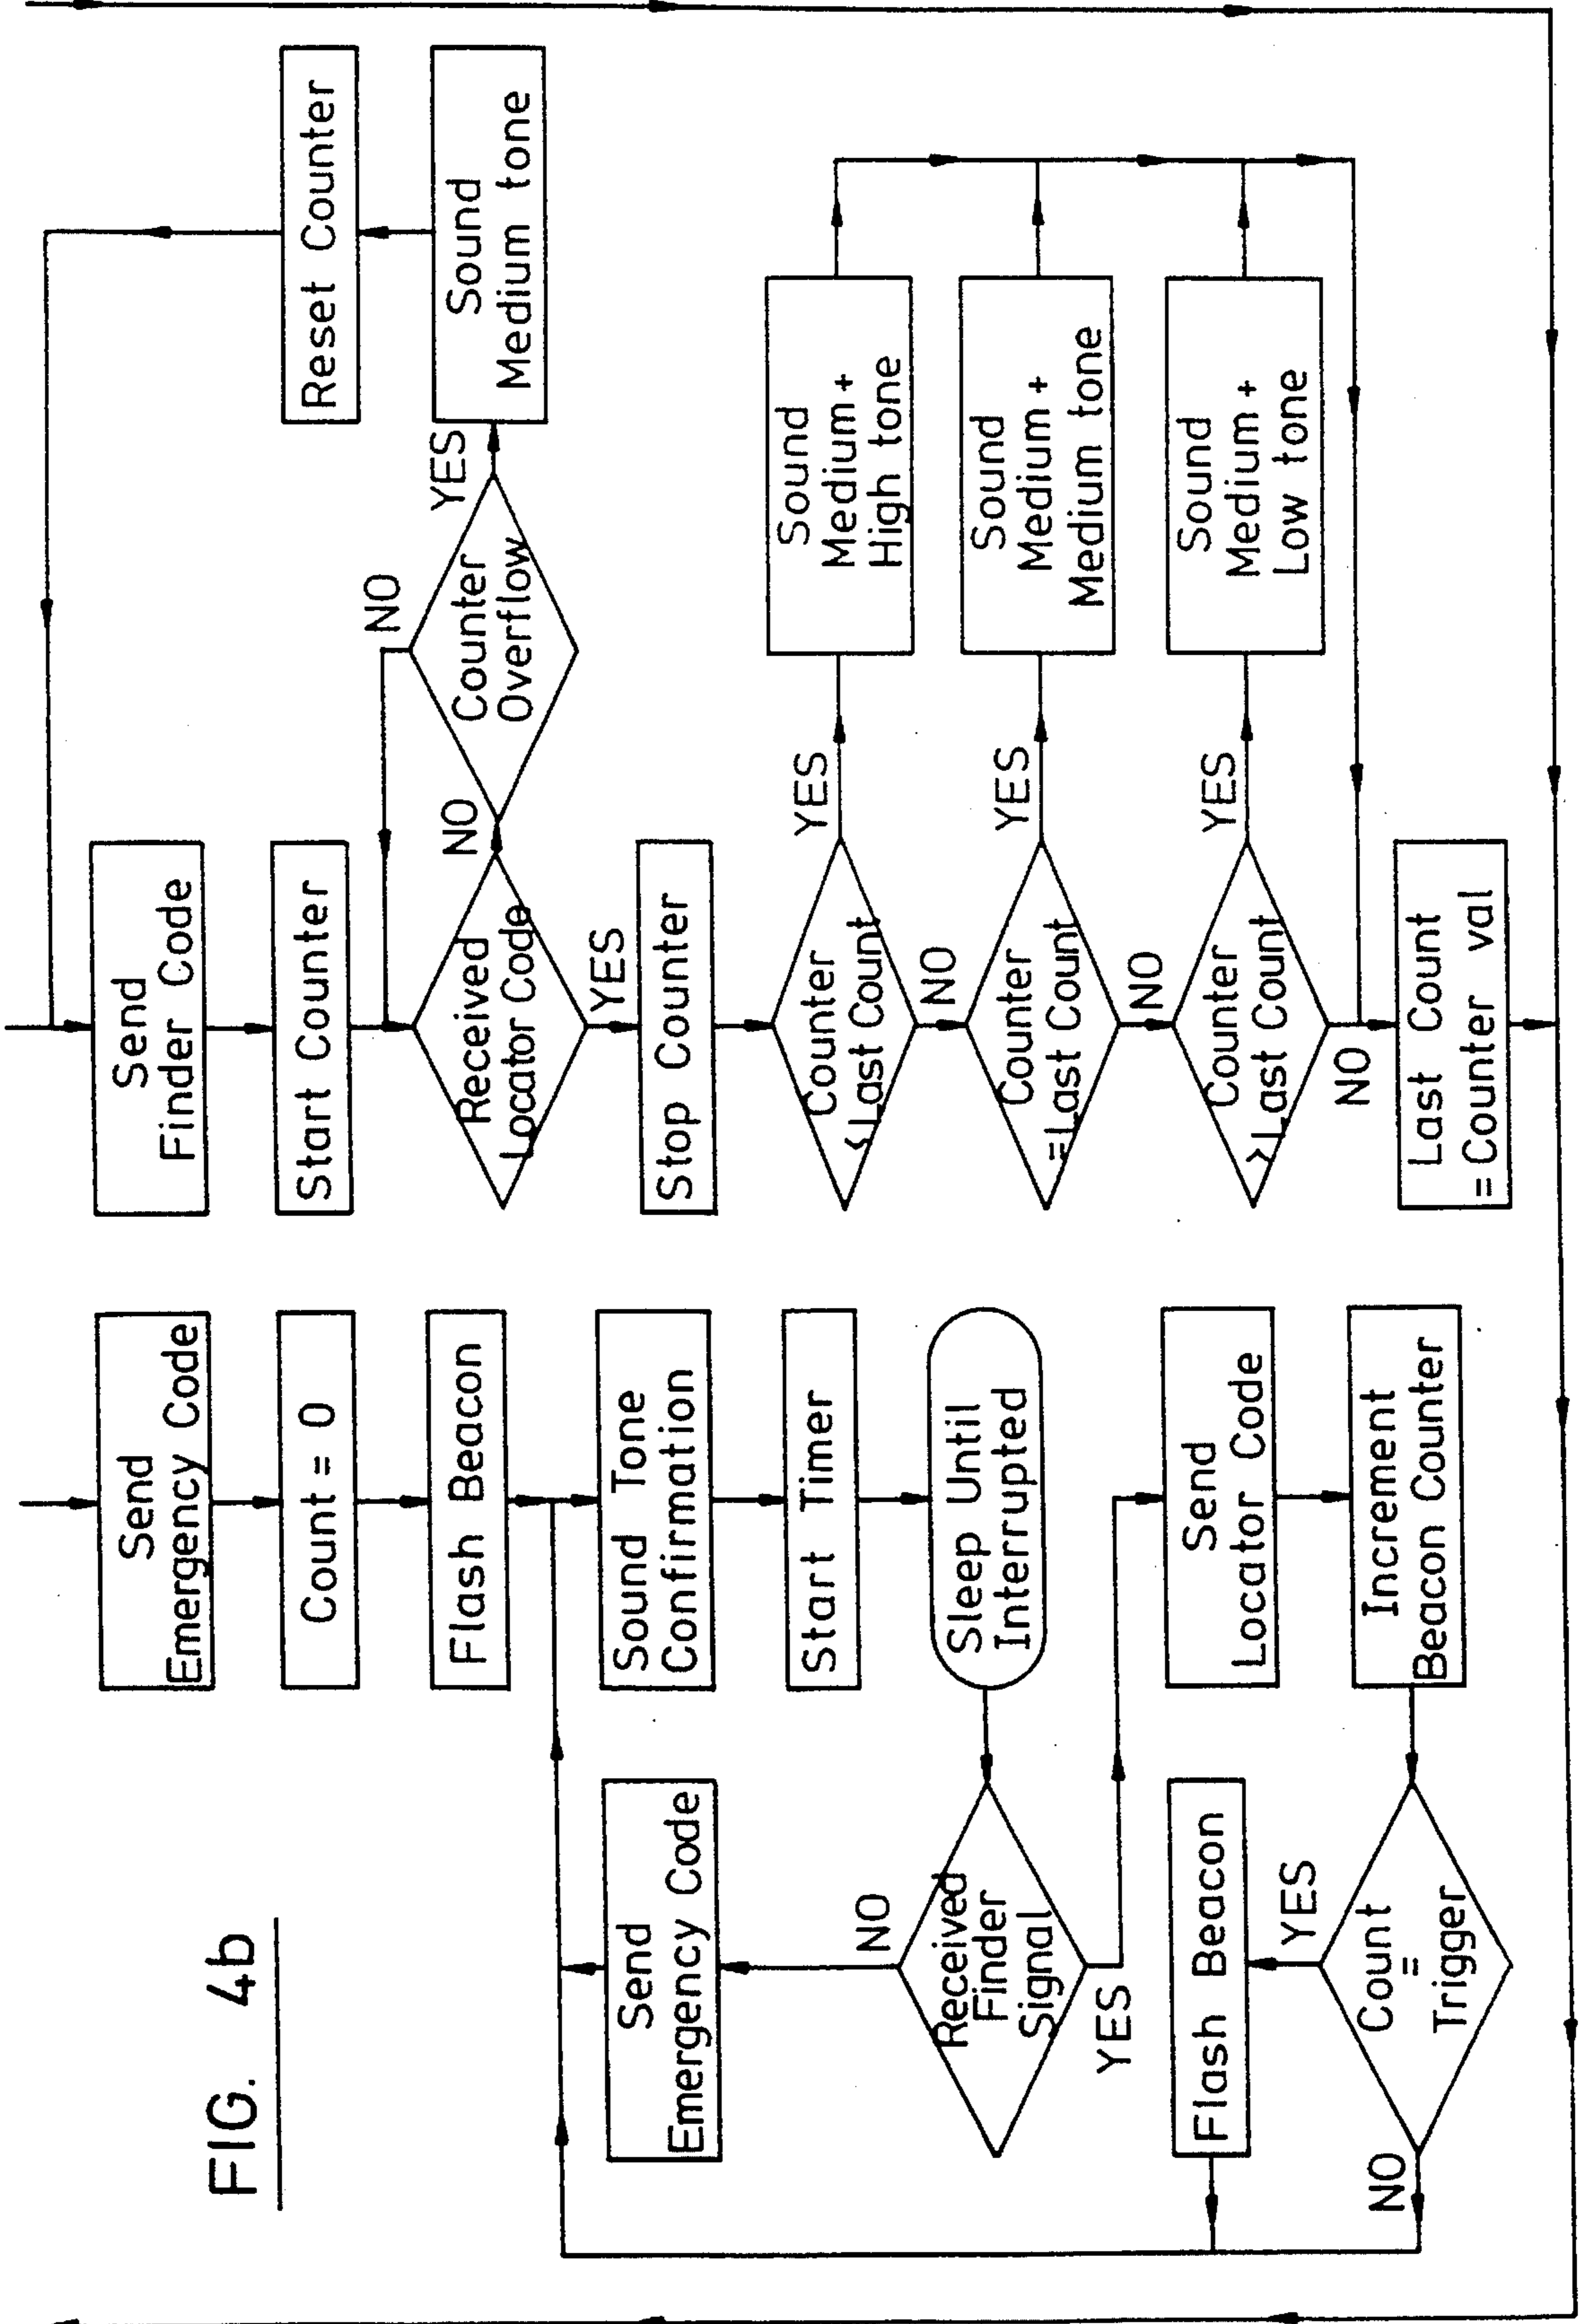 FIG. 4b
Send
Emergency Code
Count = 0
Flash Beacon
Sound Tone
Confirmation
Start Timer
Sleep Until
Interrupted
Received
Finder
Signal
NO
YES
Send
Emergency Code
Send
Locator Code
Increment
Beacon Counter
Count
=
Trigger
YES
NO
Flash Beacon
Send
Finder Code
Start Counter
Received
Locator Code
NO
YES
Counter
Overflow
NO
YES
Sound
Medium tone
Reset Counter
Stop Counter
Counter
< Last Count
YES
NO
Sound
Medium +
High tone
Counter
=Last Count
YES
NO
Sound
Medium +
Medium tone
Counter
> Last Count
YES
NO
Sound
Medium +
Low tone
Last Count
= Counter val